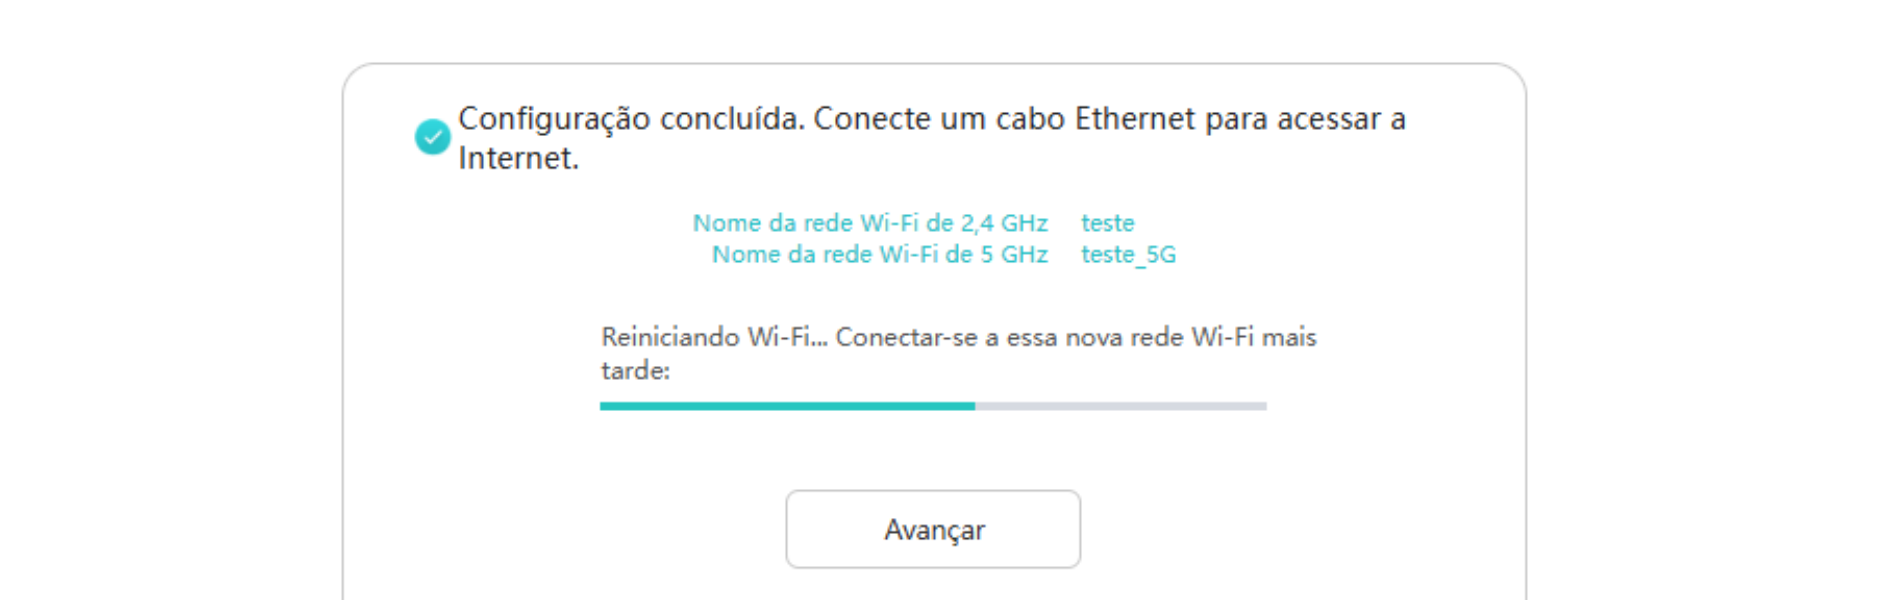 Configuração concluída. Conecte um cabo Ethernet para acessar a
Internet.
Nome da rede Wi-Fi de 2,4 GHz teste
Nome da rede Wi-Fi de 5 GHz teste_5G
Reiniciando Wi-Fi... Conectar-se a essa nova rede Wi-Fi mais
tarde:
Avançar